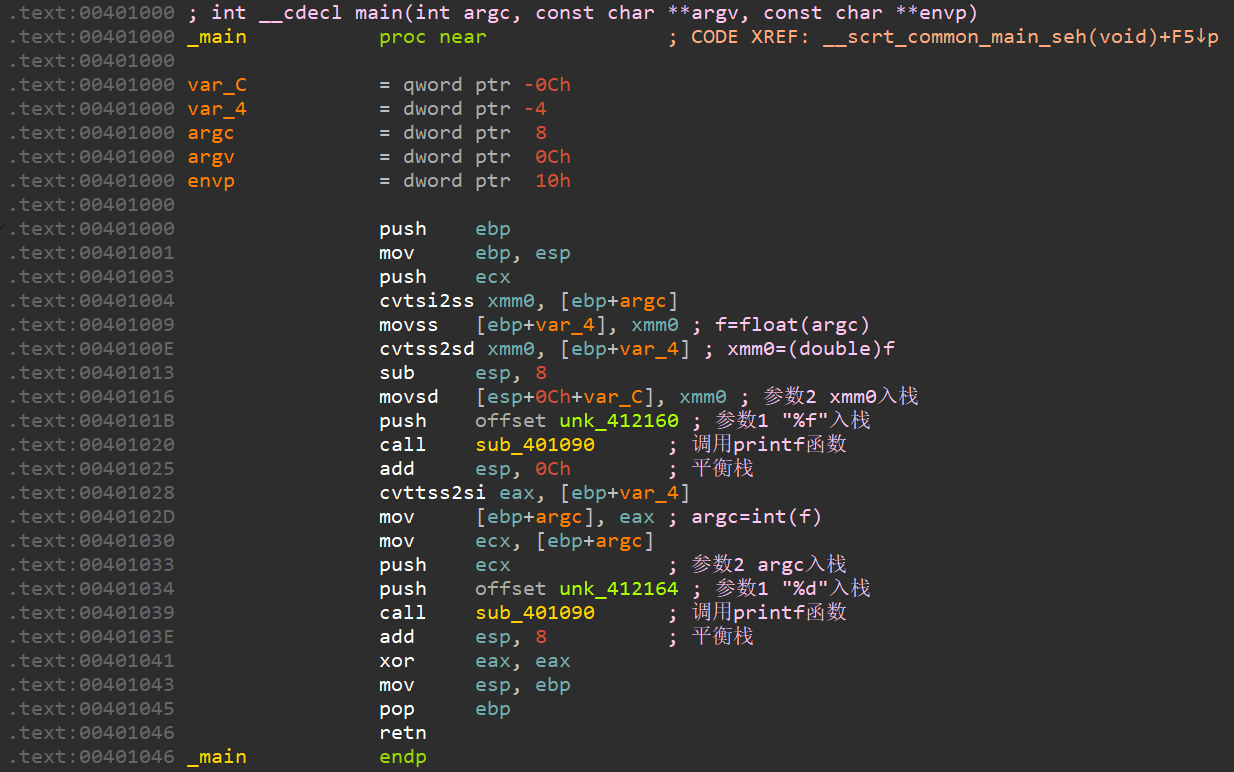 .text:00401000 ; int __cdecl main(int argc, const char **argv, const char **envp)
.text:00401000 _main           proc near               ; CODE XREF: __scrt_common_main_seh(void)+F5↓p
.text:00401000
.text:00401000 var_C           = qword ptr -0Ch
.text:00401000 var_4           = dword ptr -4
.text:00401000 argc            = dword ptr  8
.text:00401000 argv            = dword ptr  0Ch
.text:00401000 envp            = dword ptr  10h
.text:00401000
.text:00401000                 push    ebp
.text:00401001                 mov     ebp, esp
.text:00401003                 push    ecx
.text:00401004                 cvtsi2ss xmm0, [ebp+argc]
.text:00401009                 movss   [ebp+var_4], xmm0 ; f=float(argc)
.text:0040100E                 cvtss2sd xmm0, [ebp+var_4] ; xmm0=(double)f
.text:00401013                 sub     esp, 8
.text:00401016                 movsd   [esp+0Ch+var_C], xmm0 ; 参数2 xmm0入栈
.text:0040101B                 push    offset unk_412160 ; 参数1 "%f"入栈
.text:00401020                 call    sub_401090      ; 调用printf函数
.text:00401025                 add     esp, 0Ch        ; 平衡栈
.text:00401028                 cvttss2si eax, [ebp+var_4]
.text:0040102D                 mov     [ebp+argc], eax ; argc=int(f)
.text:00401030                 mov     ecx, [ebp+argc]
.text:00401033                 push    ecx             ; 参数2 argc入栈
.text:00401034                 push    offset unk_412164 ; 参数1 "%d"入栈
.text:00401039                 call    sub_401090      ; 调用printf函数
.text:0040103E                 add     esp, 8          ; 平衡栈
.text:00401041                 xor     eax, eax
.text:00401043                 mov     esp, ebp
.text:00401045                 pop     ebp
.text:00401046                 retn
.text:00401046 _main           endp